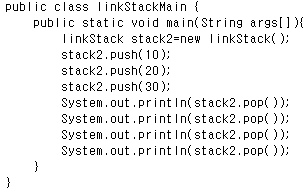 public class linkStackMain {
    public static void main(String args[]){
        linkStack stack2=new linkStack();
        stack2.push(10);
        stack2.push(20);
        stack2.push(30);
        System.out.println(stack2.pop());
        System.out.println(stack2.pop());
        System.out.println(stack2.pop());
        System.out.println(stack2.pop());
    }
}